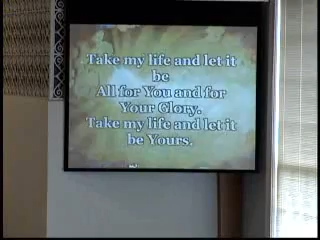 Take my life and let it
be
All for You and for
Your Glory.
Take my life and let it
be Yours.